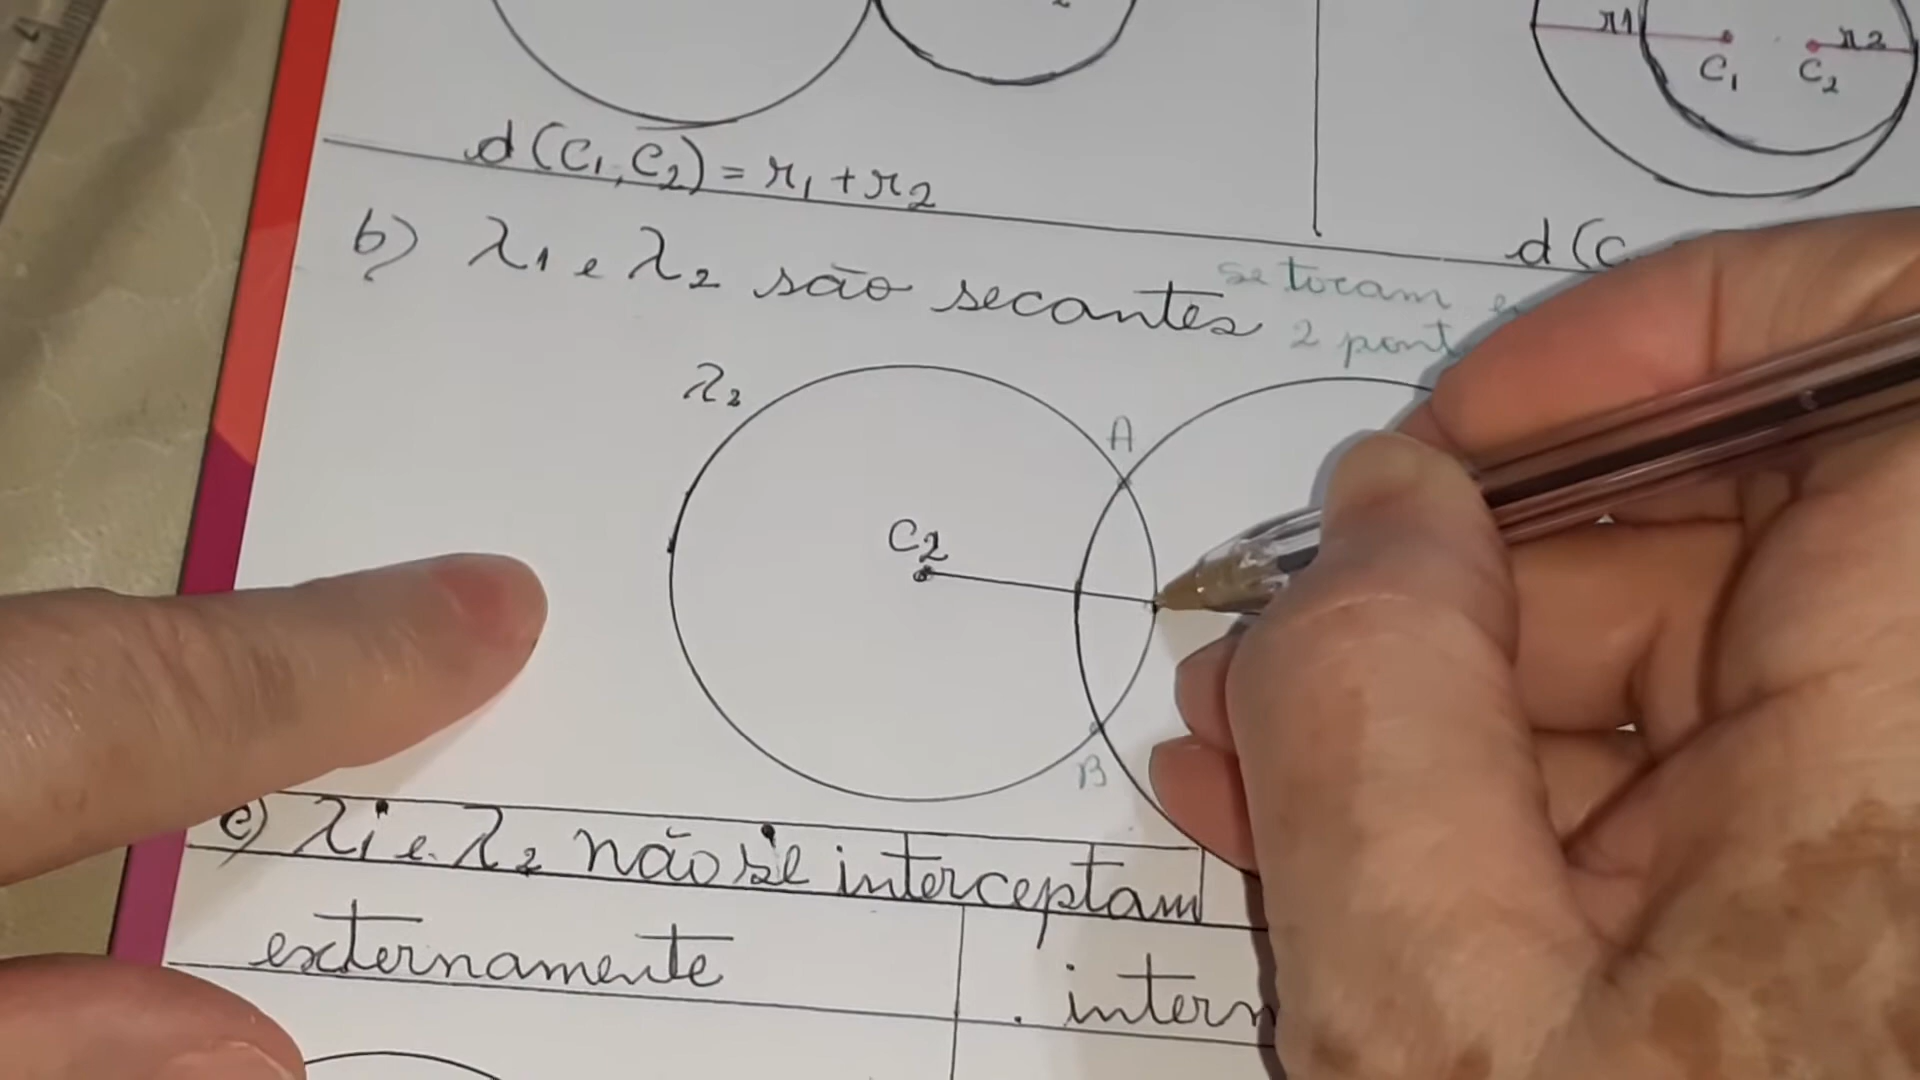 r1 r2
C1 C2
d(C1,C2)=r1+r2
d(C
b) λ1 e λ2 são secantes se tocam
2 pont
λ2
A
C2
B
c) λ1 e λ2 não se interceptam
externamente
intern